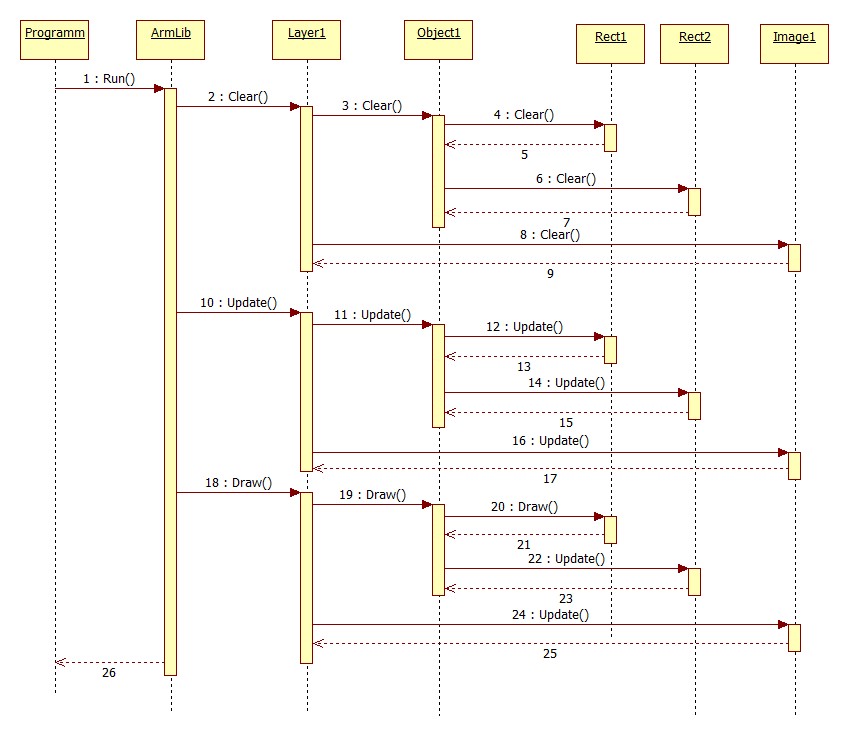 Programm
ArmLib
Layer1
Object1
Rect1
Rect2
Image1
1 : Run()
2 : Clear()
3 : Clear()
4 : Clear()
5
6 : Clear()
7
8 : Clear()
9
10 : Update()
11 : Update()
12 : Update()
13
14 : Update()
15
16 : Update()
17
18 : Draw()
19 : Draw()
20 : Draw()
21
22 : Update()
23
24 : Update()
25
26